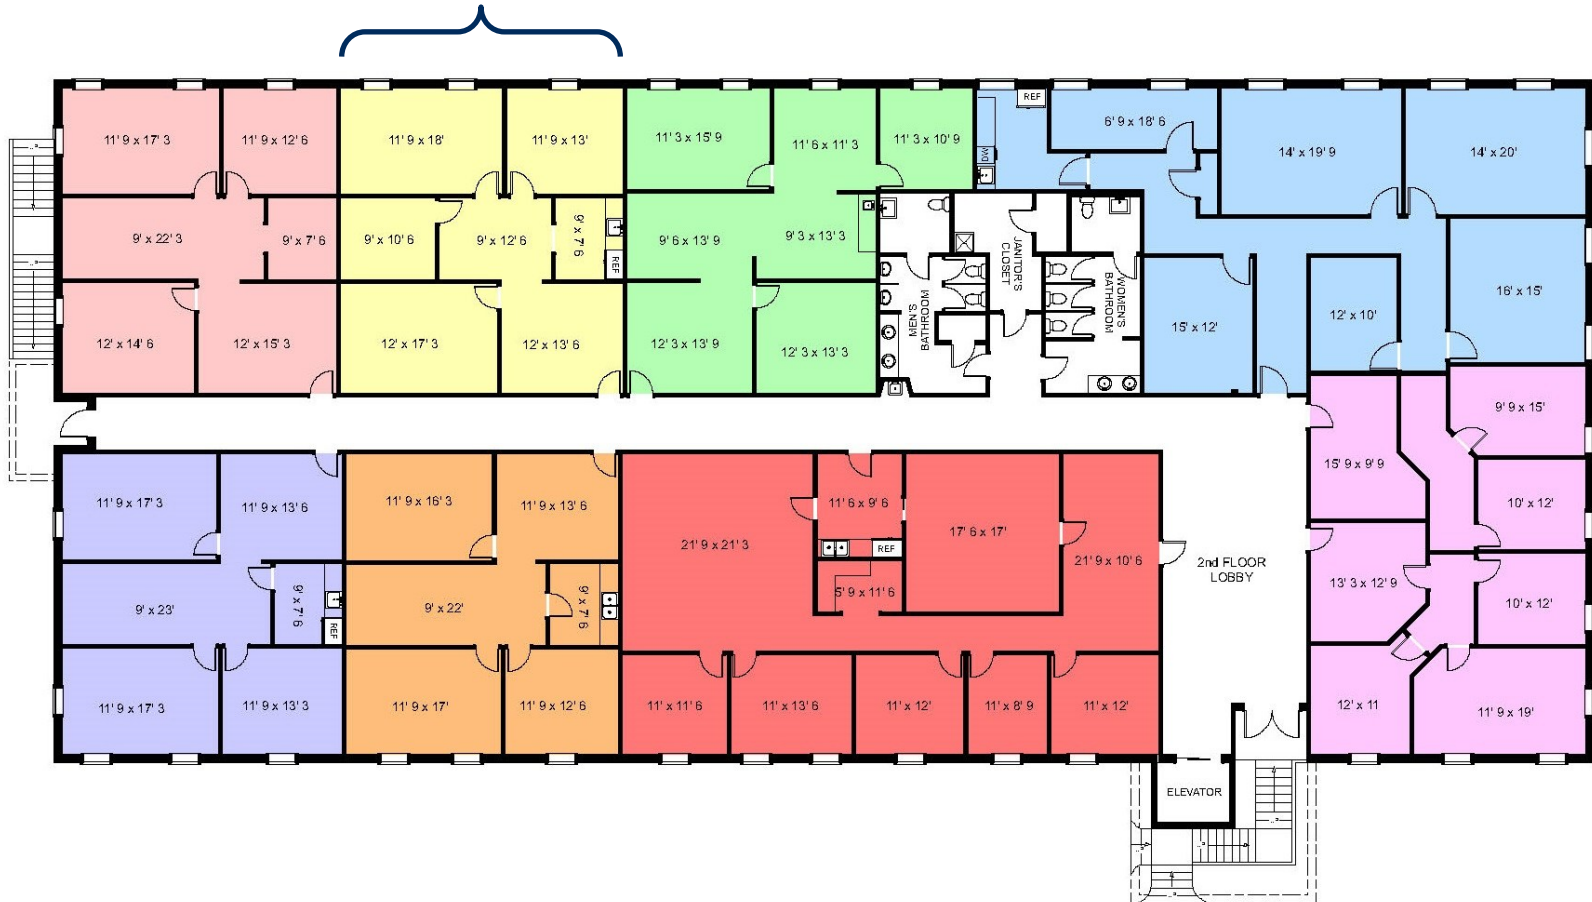 REF
6' 9 x 18' 6
11' 9 x 17' 3
11' 9 x 12' 6
11' 9 x 18'
11' 9 x 13'
11' 3 x 15' 9
11' 6 x 11' 3
11' 3 x 10' 9
DW
14' x 19' 9
14' x 20'
9' x 22' 3
9' x 7' 6
9' x 10' 6
9' x 12' 6
9' x 7' 6
REF
9' 6 x 13' 9
9' 3 x 13' 3
JANITOR'S
CLOSET
WOMEN'S
BATHROOM
MEN'S
BATHROOM
16' x 15'
12' x 14' 6
12' x 15' 3
12' x 17' 3
12' x 13' 6
12' 3 x 13' 9
12' 3 x 13' 3
15' x 12'
12' x 10'
9' 9 x 15'
15' 9 x 9' 9
11' 9 x 17' 3
11' 9 x 13' 6
11' 9 x 16' 3
11' 9 x 13' 6
11' 6 x 9' 6
10' x 12'
21' 9 x 21' 3
REF
17' 6 x 17'
21' 9 x 10' 6
2nd FLOOR
LOBBY
13' 3 x 12' 9
10' x 12'
9' x 23'
9' x 7' 6
REF
9' x 22'
9' x 7' 6
5' 9 x 11' 6
11' 9 x 17' 3
11' 9 x 13' 3
11' 9 x 17'
11' 9 x 12' 6
11' x 11' 6
11' x 13' 6
11' x 12'
11' x 8' 9
11' x 12'
12' x 11
11' 9 x 19'
ELEVATOR